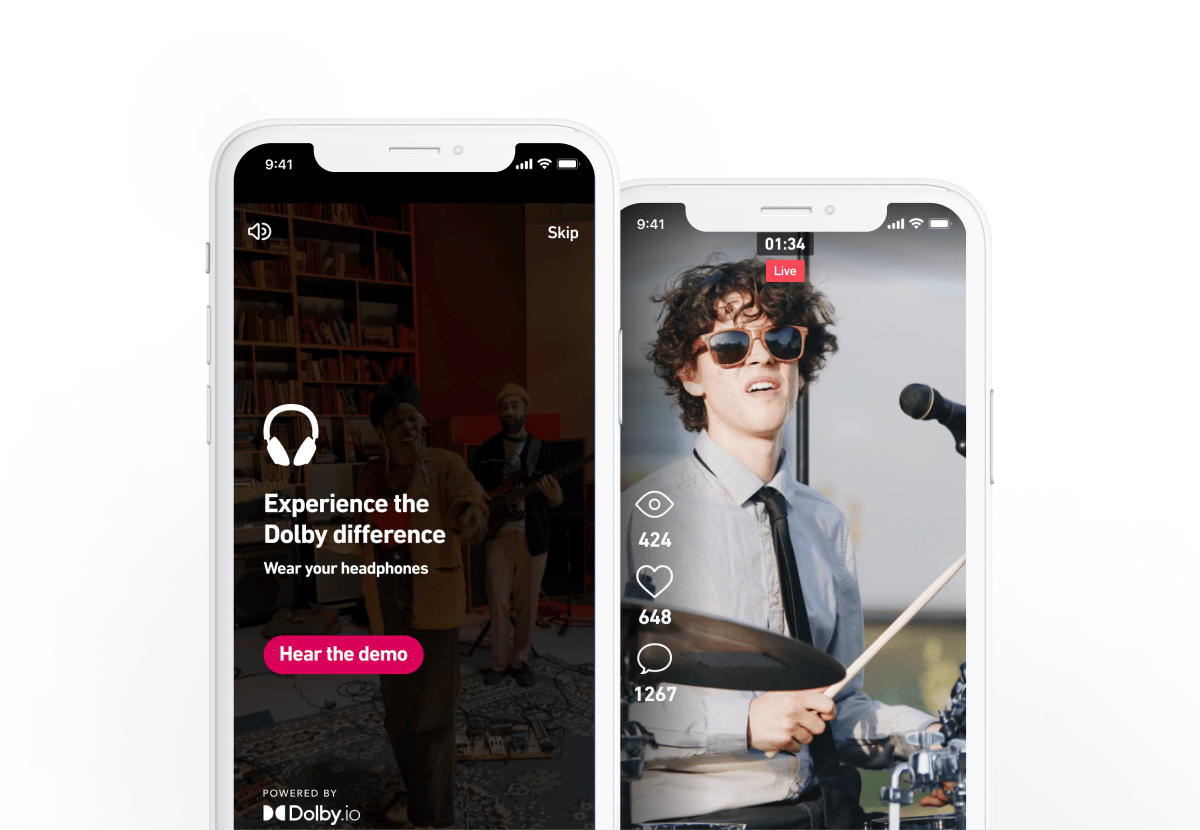 9:41
Skip
Experience the
Dolby difference
Wear your headphones
Hear the demo
POWERED BY
Dolby.io
9:41
01:34
Live
424
648
1267